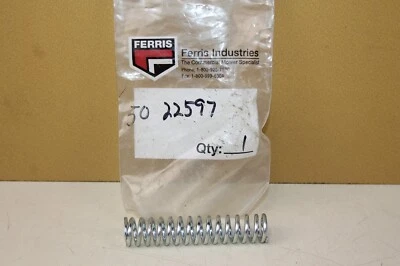 FERRIS
Ferris Industries
The Commercial Mower Specialist
50 22597
Qty: 1